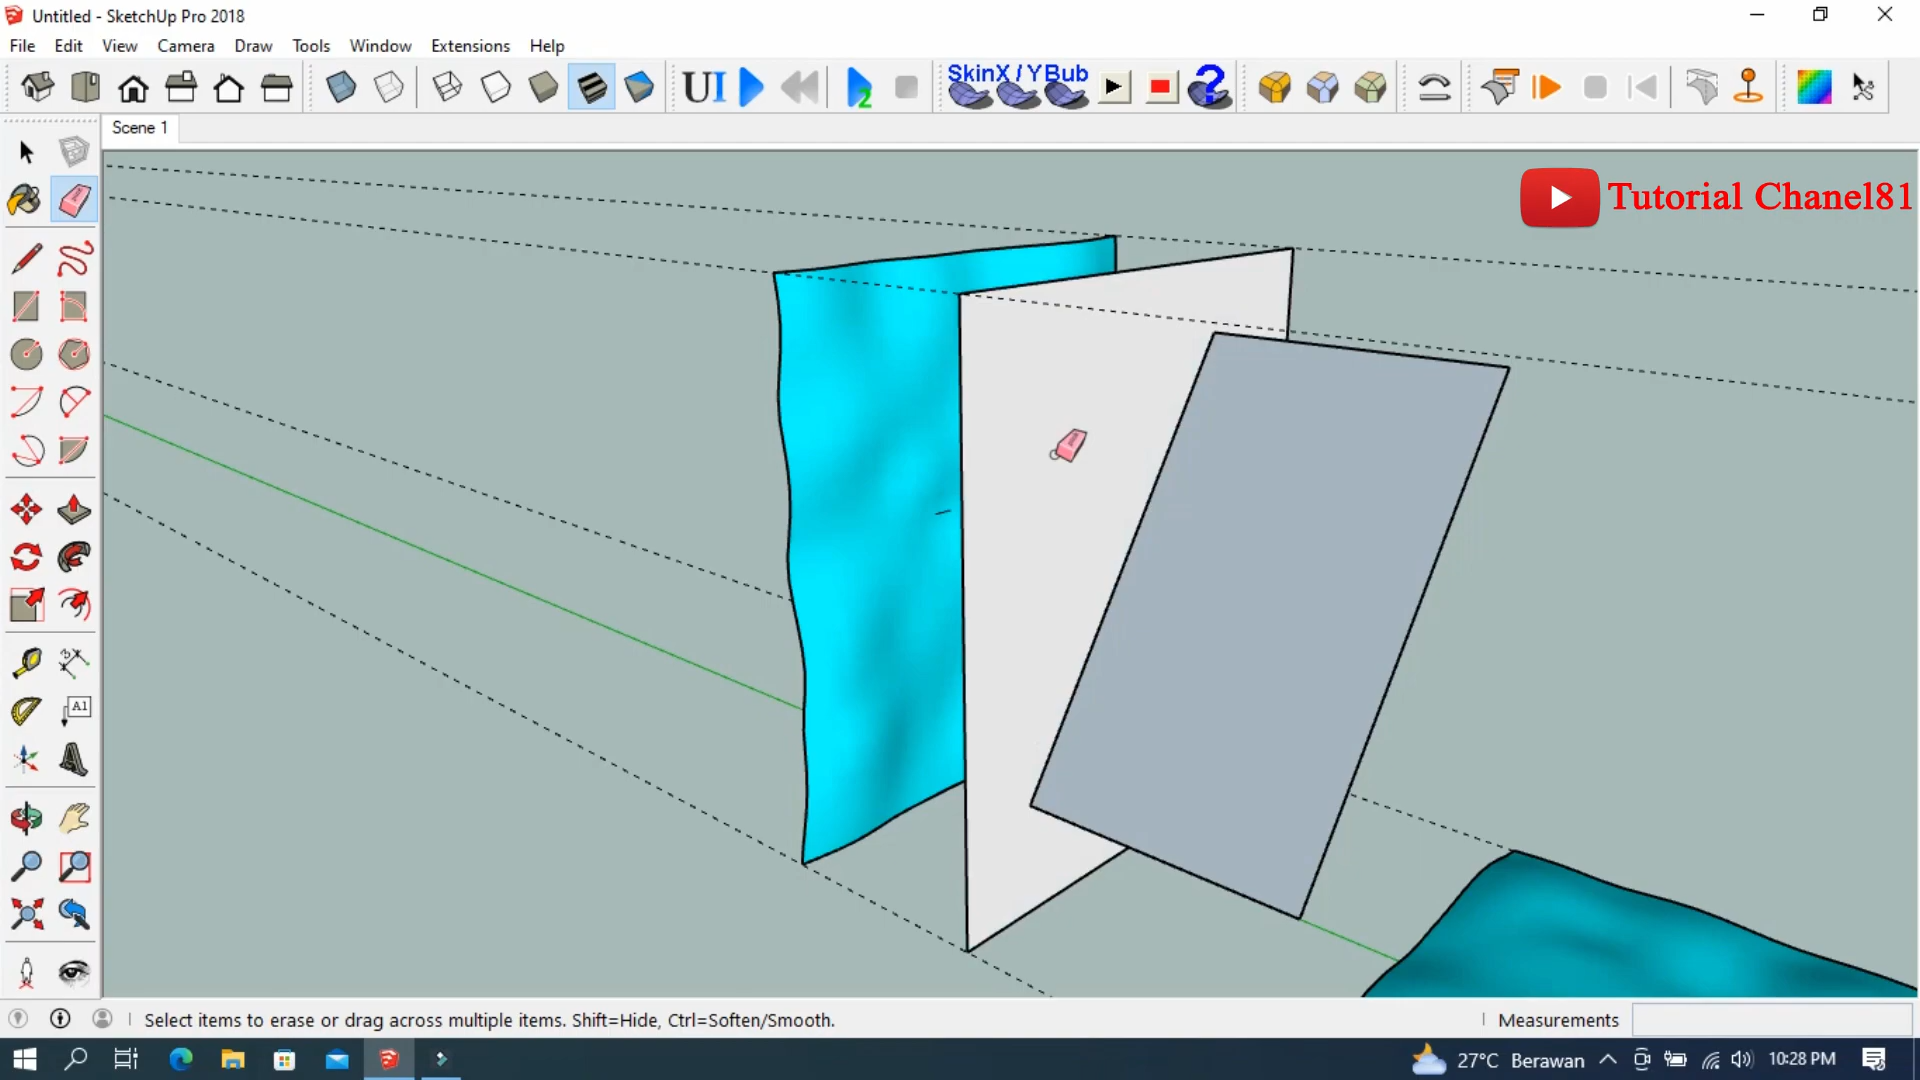 Untitled - SketchUp Pro 2018
File Edit View Camera Draw Tools Window Extensions Help
UI 2 SkinX / YBub ?
Scene 1
Tutorial Chanel81
A1
Select items to erase or drag across multiple items. Shift=Hide, Ctrl=Soften/Smooth.
Measurements
27°C Berawan 10:28 PM